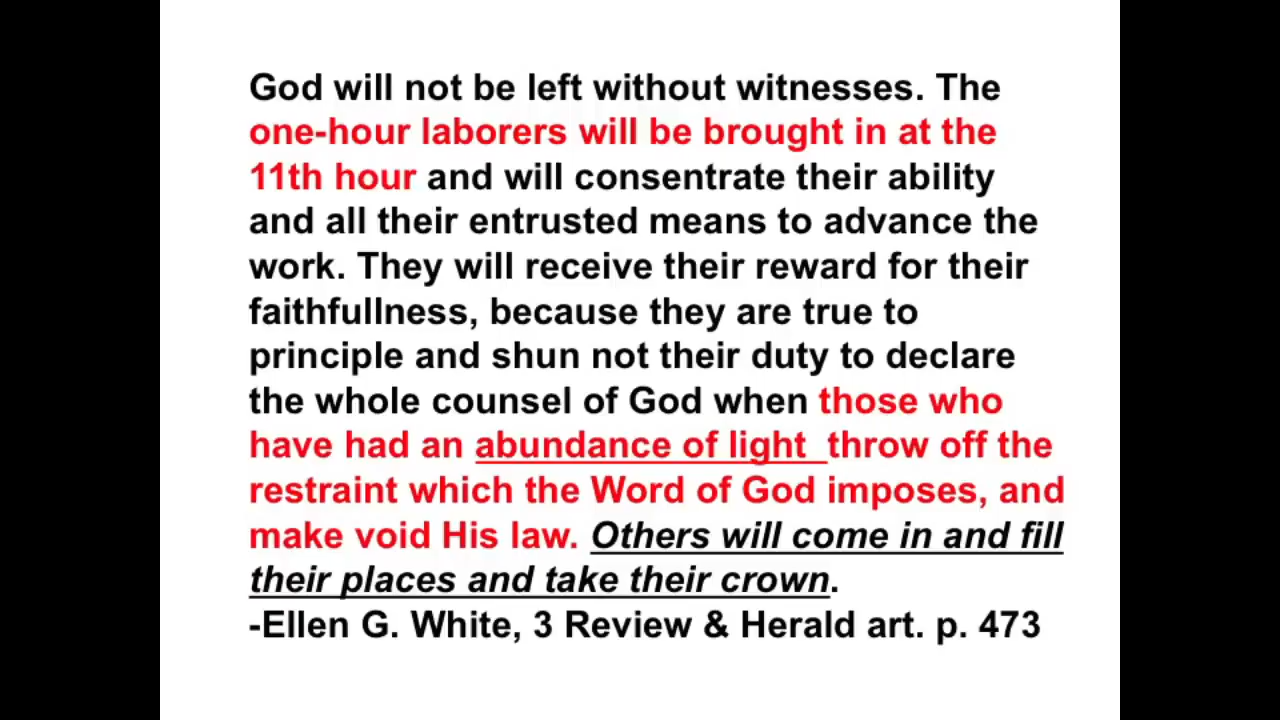 God will not be left without witnesses. The
one-hour laborers will be brought in at the
11th hour and will consentrate their ability
and all their entrusted means to advance the
work. They will receive their reward for their
faithfullness, because they are true to
principle and shun not their duty to declare
the whole counsel of God when those who
have had an abundance of light throw off the
restraint which the Word of God imposes, and
make void His law. Others will come in and fill
their places and take their crown.
-Ellen G. White, 3 Review & Herald art. p. 473